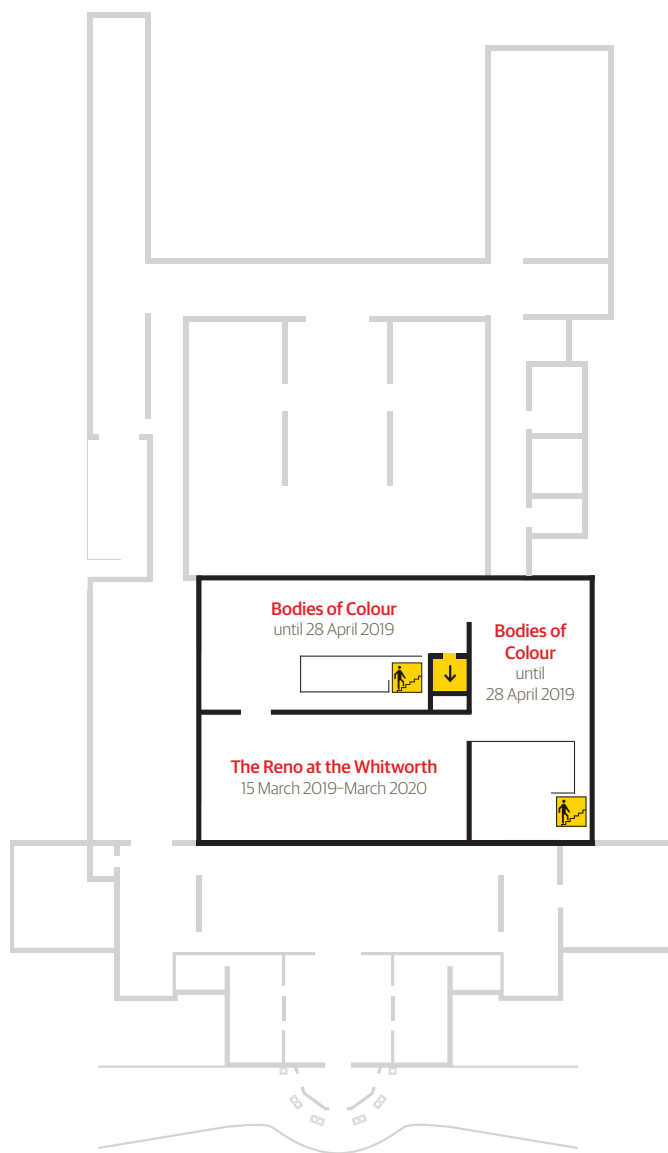 Bodies of Colour
until 28 April 2019
Bodies of
Colour
until
28 April 2019
The Reno at the Whitworth
15 March 2019–March 2020